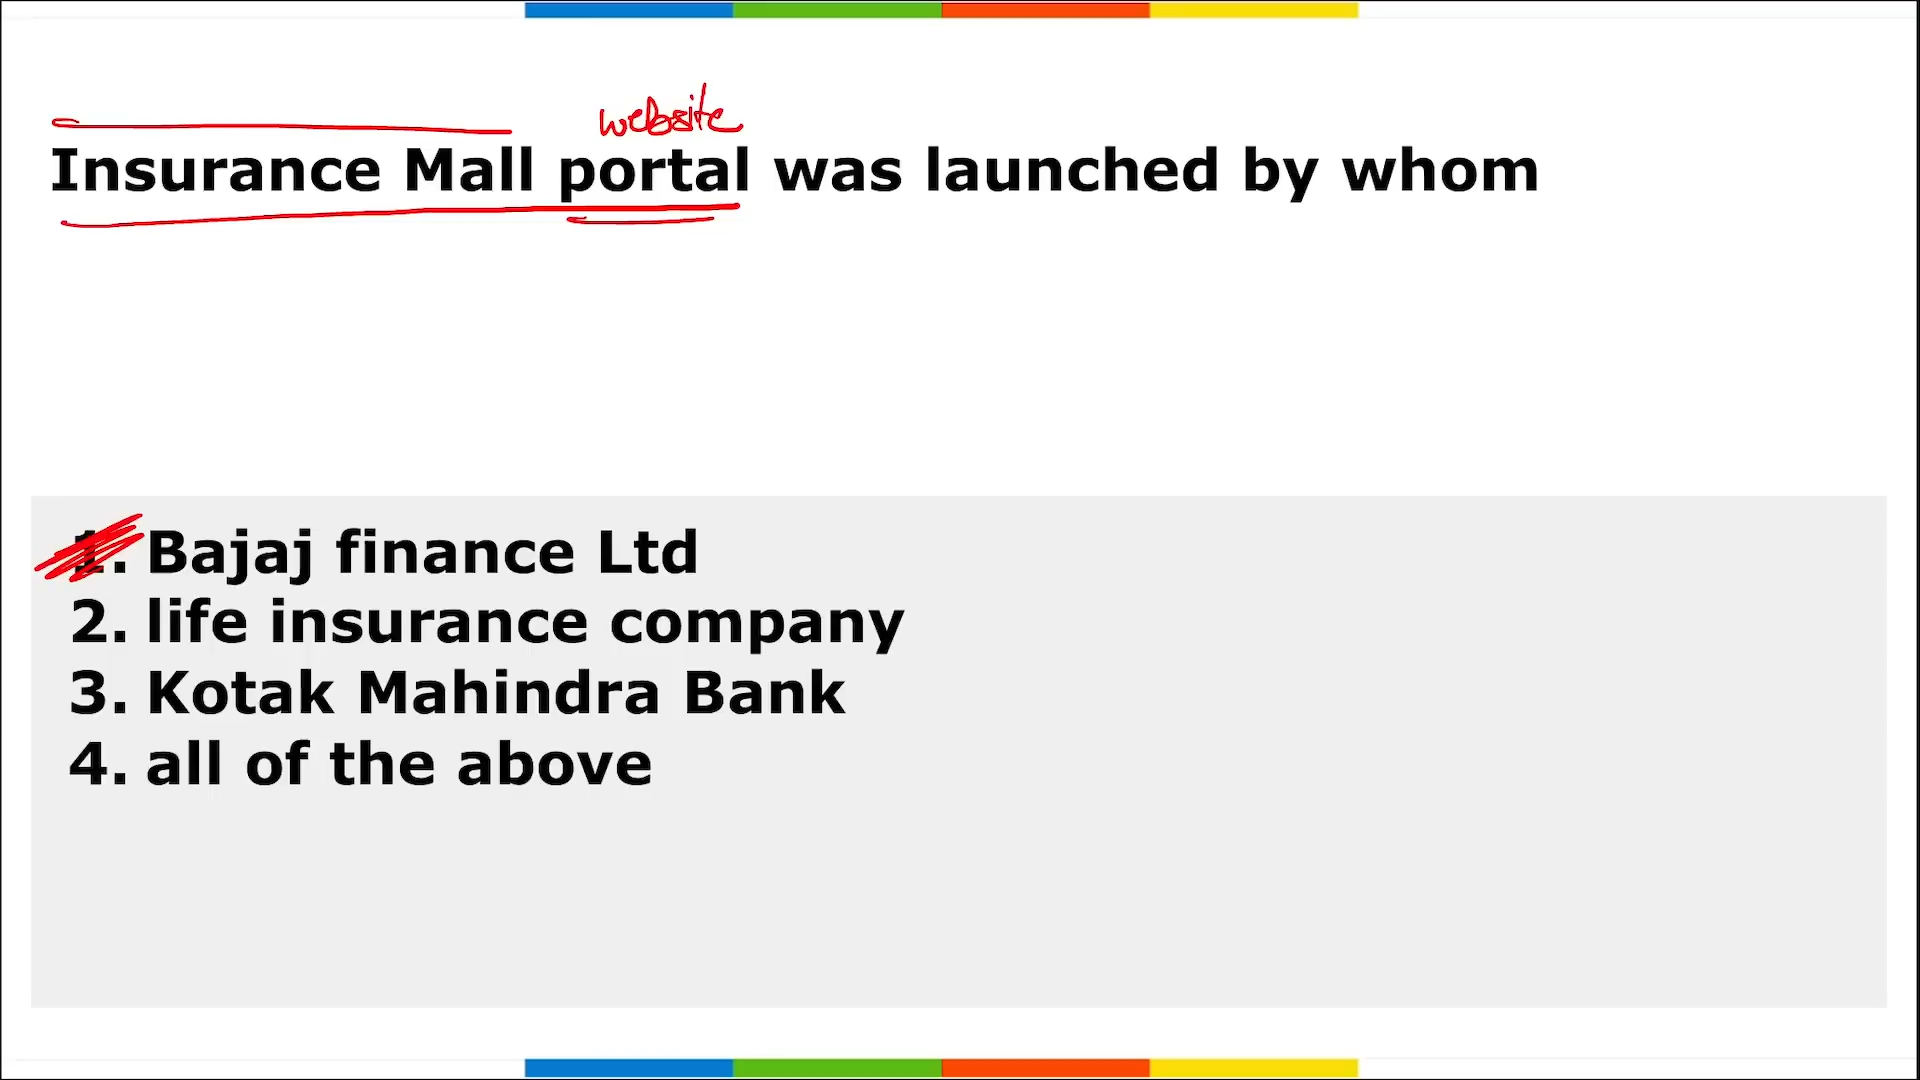 website
Insurance Mall portal was launched by whom
1. Bajaj finance Ltd
2. life insurance company
3. Kotak Mahindra Bank
4. all of the above